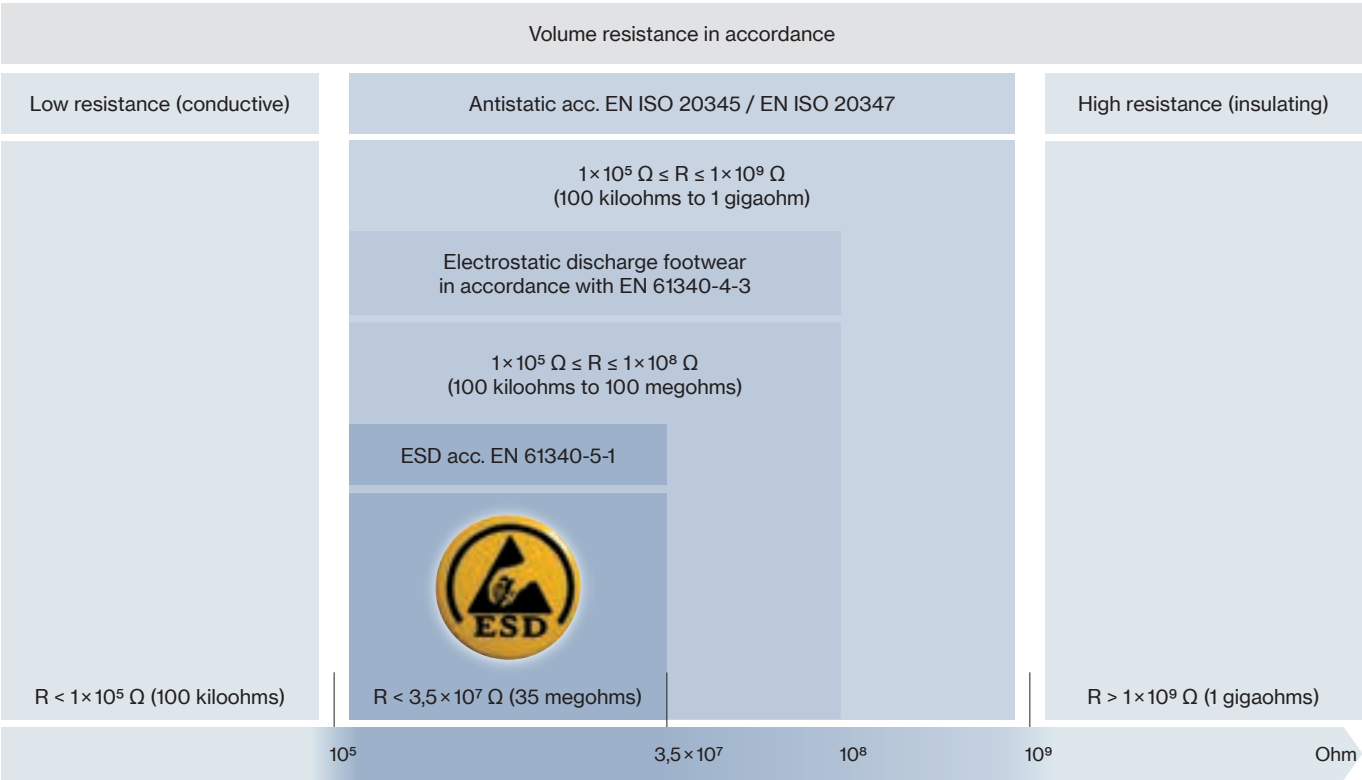 Volume resistance in accordance
Low resistance (conductive)
Antistatic acc. EN ISO 20345 / EN ISO 20347
High resistance (insulating)
1×10⁵ Ω ≤ R ≤ 1×10⁹ Ω
(100 kiloohms to 1 gigaohm)
Electrostatic discharge footwear
in accordance with EN 61340-4-3
1×10⁵ Ω ≤ R ≤ 1×10⁸ Ω
(100 kiloohms to 100 megohms)
ESD acc. EN 61340-5-1
ESD
R < 1×10⁵ Ω (100 kiloohms)
R < 3,5×10⁷ Ω (35 megohms)
R > 1×10⁹ Ω (1 gigaohms)
10⁵ 3,5×10⁷ 10⁸ 10⁹ Ohm